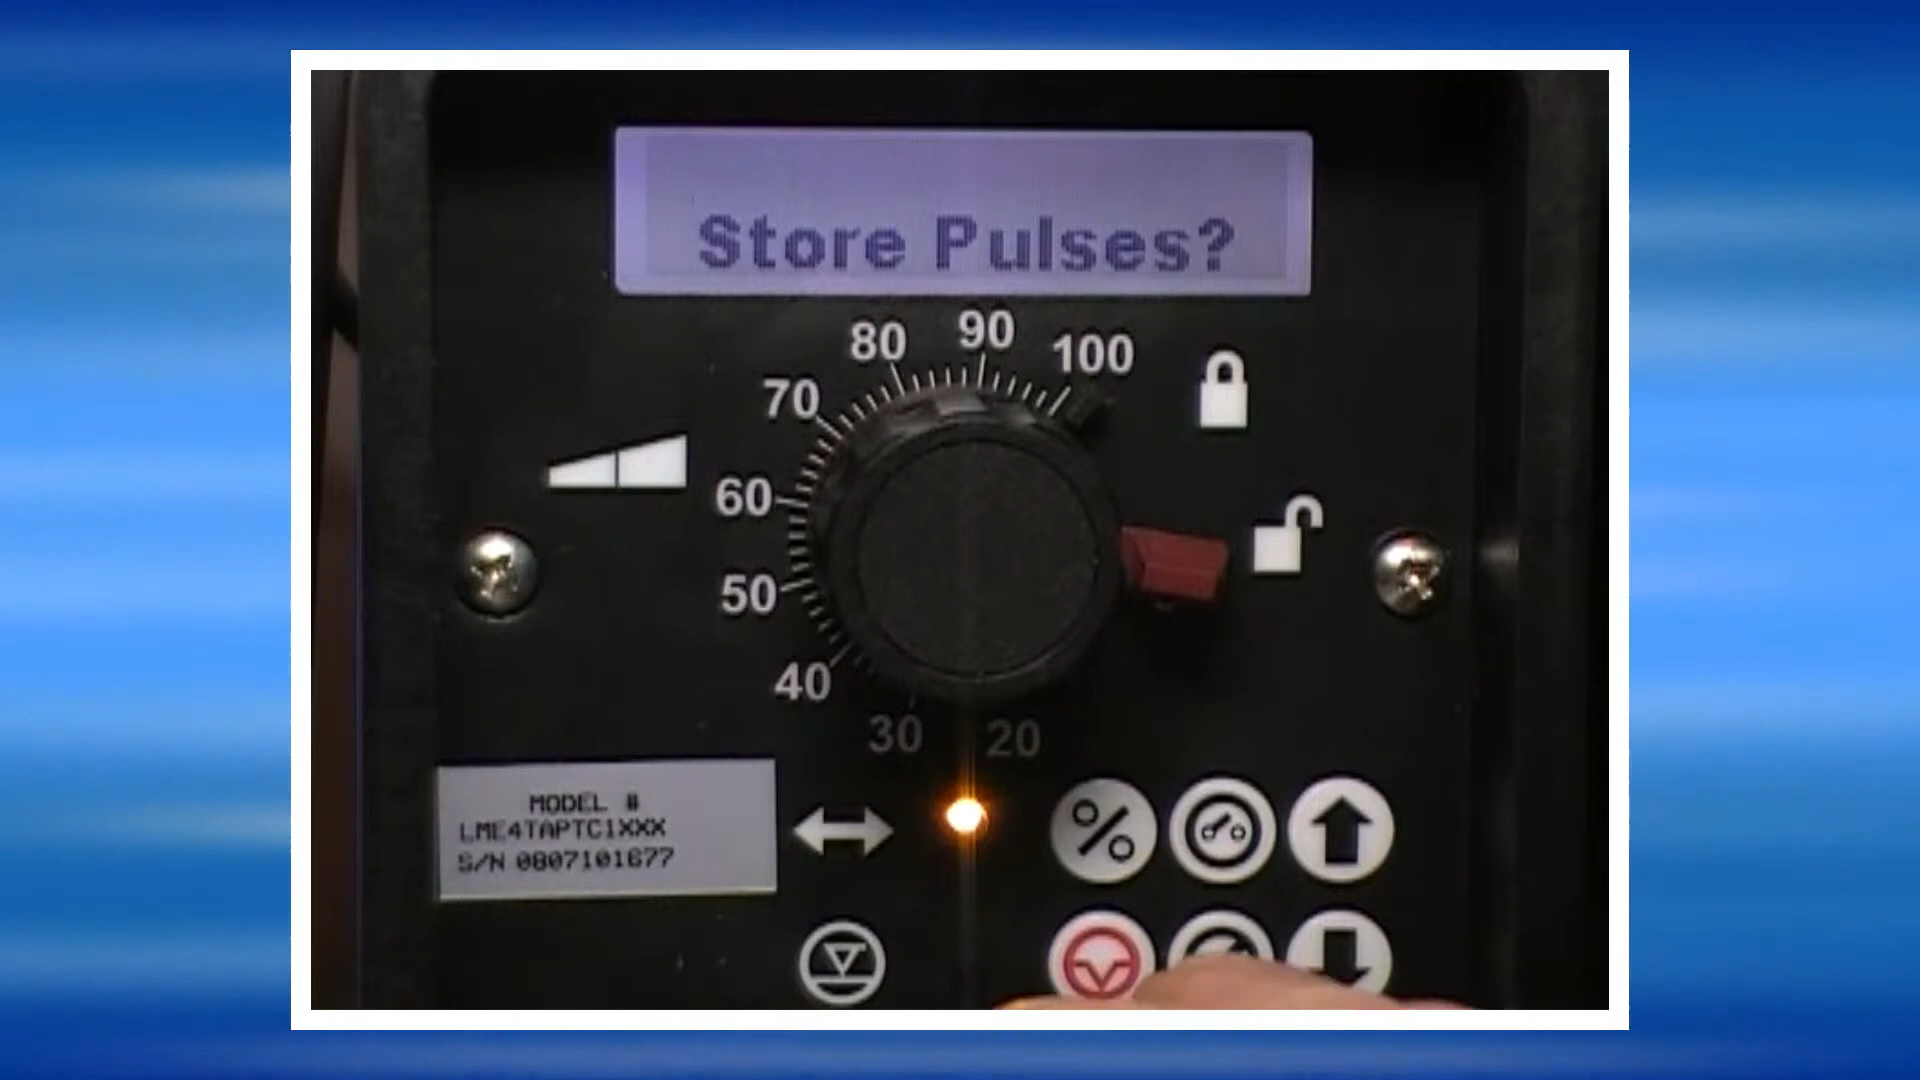 Store Pulses?
80 90 100
70
60
50
40
30 20
MODEL #
LME4TAPTC1XXX
S/N 0807101677
%